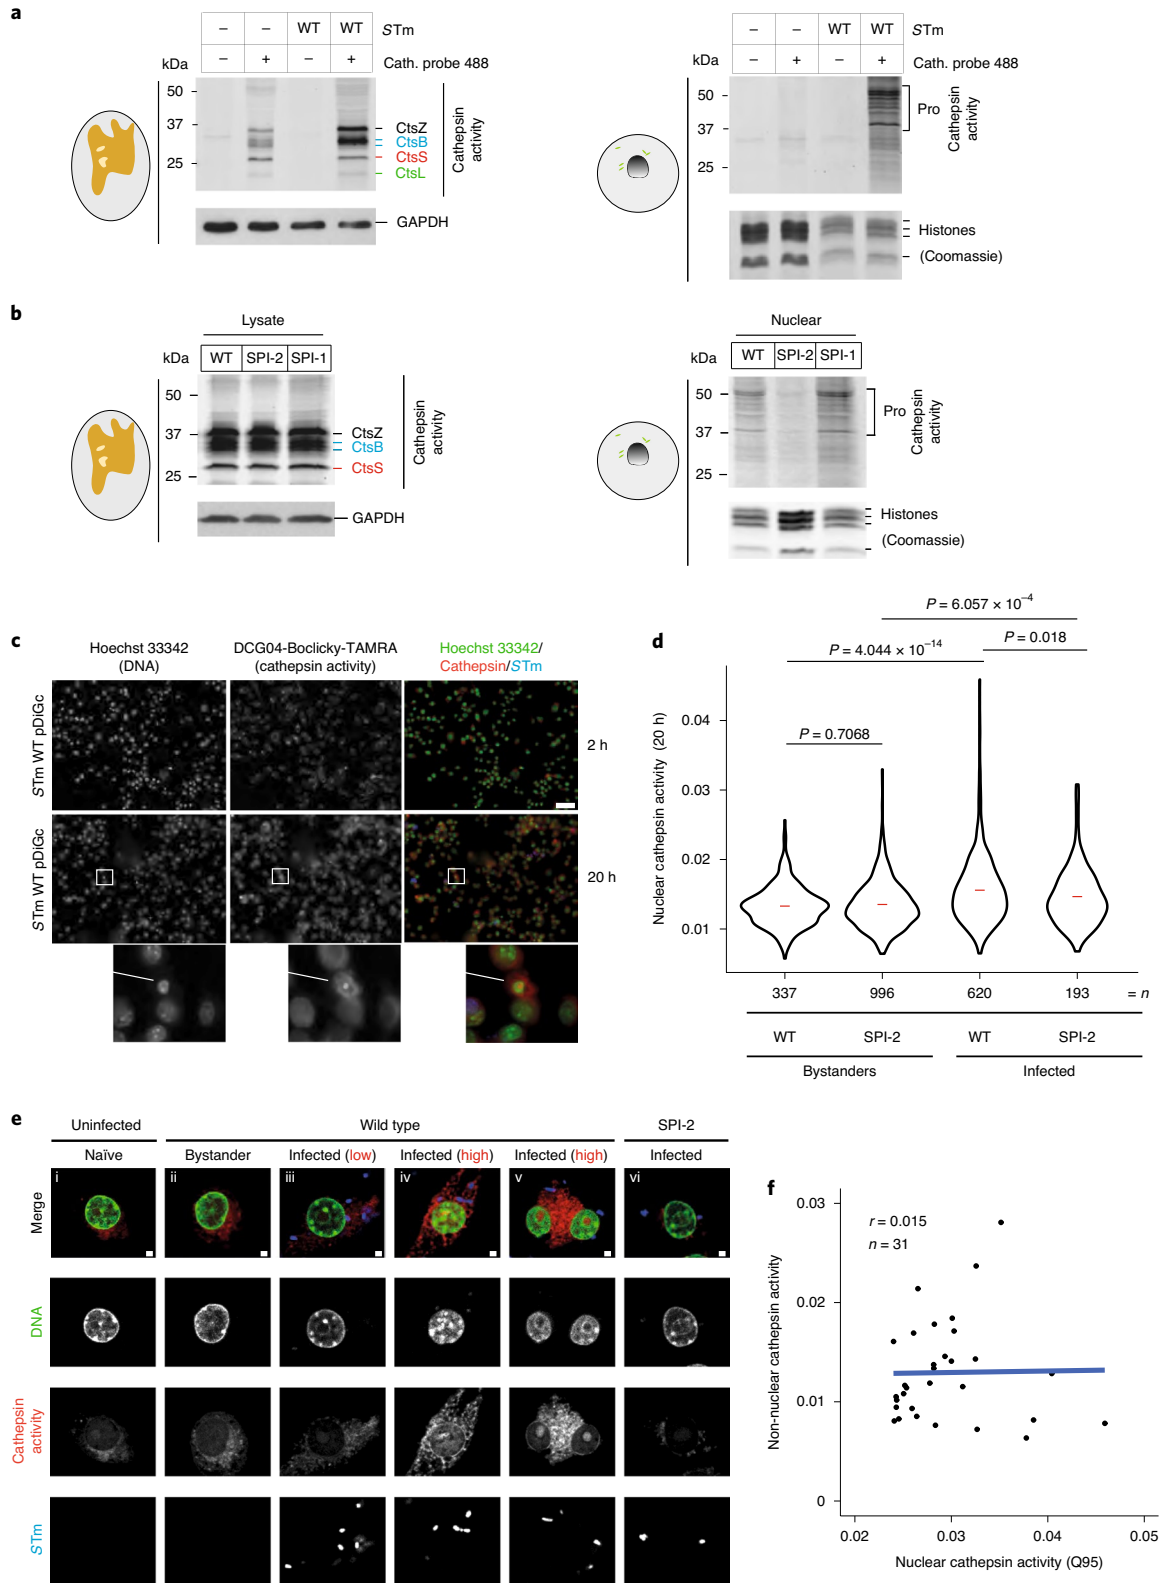 a
– – WT WT STm
– + – + Cath. probe 488
kDa
50
37
25
CtsZ
CtsB
CtsS
CtsL
Cathepsin activity
GAPDH
– – WT WT STm
– + – + Cath. probe 488
kDa
50
37
25
Pro
Cathepsin activity
Histones
(Coomassie)
b
Lysate
kDa WT SPI-2 SPI-1
50
37
25
CtsZ
CtsB
CtsS
Cathepsin activity
GAPDH
Nuclear
kDa WT SPI-2 SPI-1
50
37
25
Pro
Cathepsin activity
Histones
(Coomassie)
c
Hoechst 33342
(DNA)
DCG04-Boclicky-TAMRA
(cathepsin activity)
Hoechst 33342/
Cathepsin/STm
STm WT pDiGc
2 h
STm WT pDiGc
20 h
d
P = 6.057 × 10–4
P = 4.044 × 10–14
P = 0.018
P = 0.7068
Nuclear cathepsin activity (20 h)
0.04
0.03
0.02
0.01
337 996 620 193 = n
WT SPI-2 WT SPI-2
Bystanders Infected
e
Uninfected Wild type SPI-2
Naïve Bystander Infected (low) Infected (high) Infected (high) Infected
i ii iii iv v vi
Merge
DNA
Cathepsin
activity
STm
f
r = 0.015
n = 31
Non-nuclear cathepsin activity
0.03
0.02
0.01
0
0.02 0.03 0.04 0.05
Nuclear cathepsin activity (Q95)